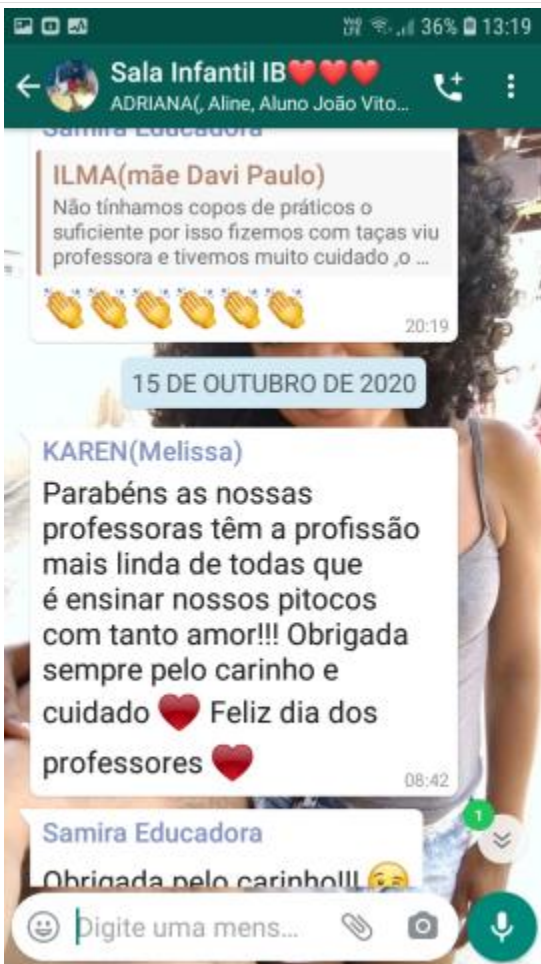 36% 13:19
Sala Infantil IB❤️❤️❤️
ADRIANA(, Aline, Aluno João Vito...
Samira Educadora
ILMA(mãe Davi Paulo)
Não tínhamos copos de práticos o
suficiente por isso fizemos com taças viu
professora e tivemos muito cuidado ,o ...
👏👏👏👏👏👏
20:19
15 DE OUTUBRO DE 2020
KAREN(Melissa)
Parabéns as nossas
professoras têm a profissão
mais linda de todas que
é ensinar nossos pitocos
com tanto amor!!! Obrigada
sempre pelo carinho e
cuidado ❤️ Feliz dia dos
professores ❤️
08:42
1
Samira Educadora
Obrigada pelo carinho!!! 😢
Digite uma mens...